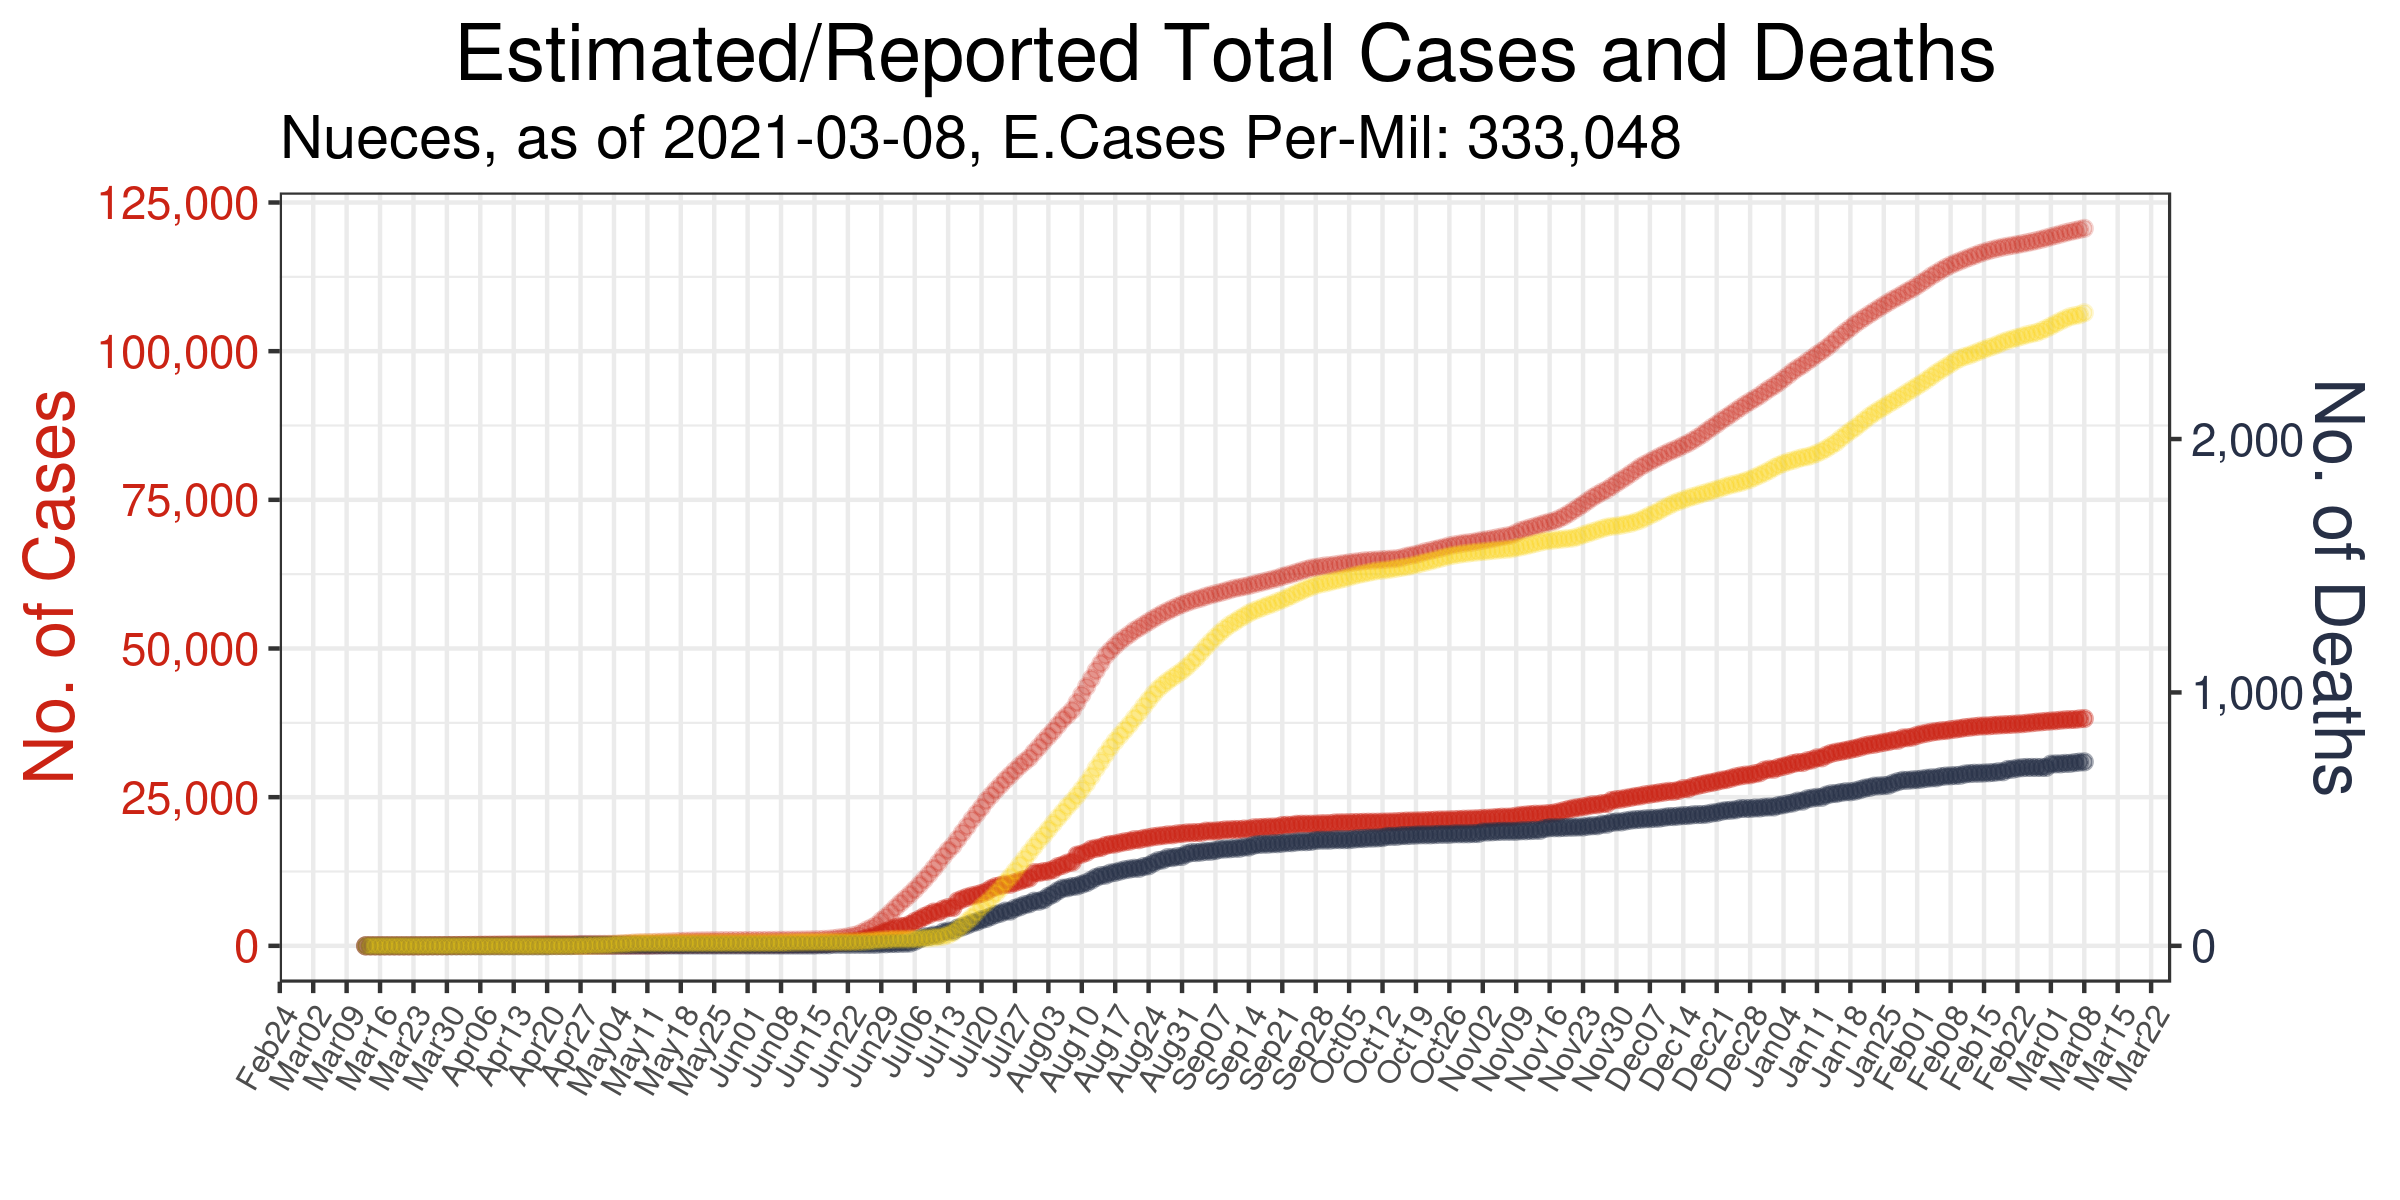 Estimated/Reported Total Cases and Deaths
Nueces, as of 2021-03-08, E.Cases Per-Mil: 333,048
No. of Cases
125,000
100,000
75,000
50,000
25,000
0
2,000
1,000
0
No. of Deaths
Feb24
Mar02
Mar09
Mar16
Mar23
Mar30
Apr06
Apr13
Apr20
Apr27
May04
May11
May18
May25
Jun01
Jun08
Jun15
Jun22
Jun29
Jul06
Jul13
Jul20
Jul27
Aug03
Aug10
Aug17
Aug24
Aug31
Sep07
Sep14
Sep21
Sep28
Oct05
Oct12
Oct19
Oct26
Nov02
Nov09
Nov16
Nov23
Nov30
Dec07
Dec14
Dec21
Dec28
Jan04
Jan11
Jan18
Jan25
Feb01
Feb08
Feb15
Feb22
Mar01
Mar08
Mar15
Mar22